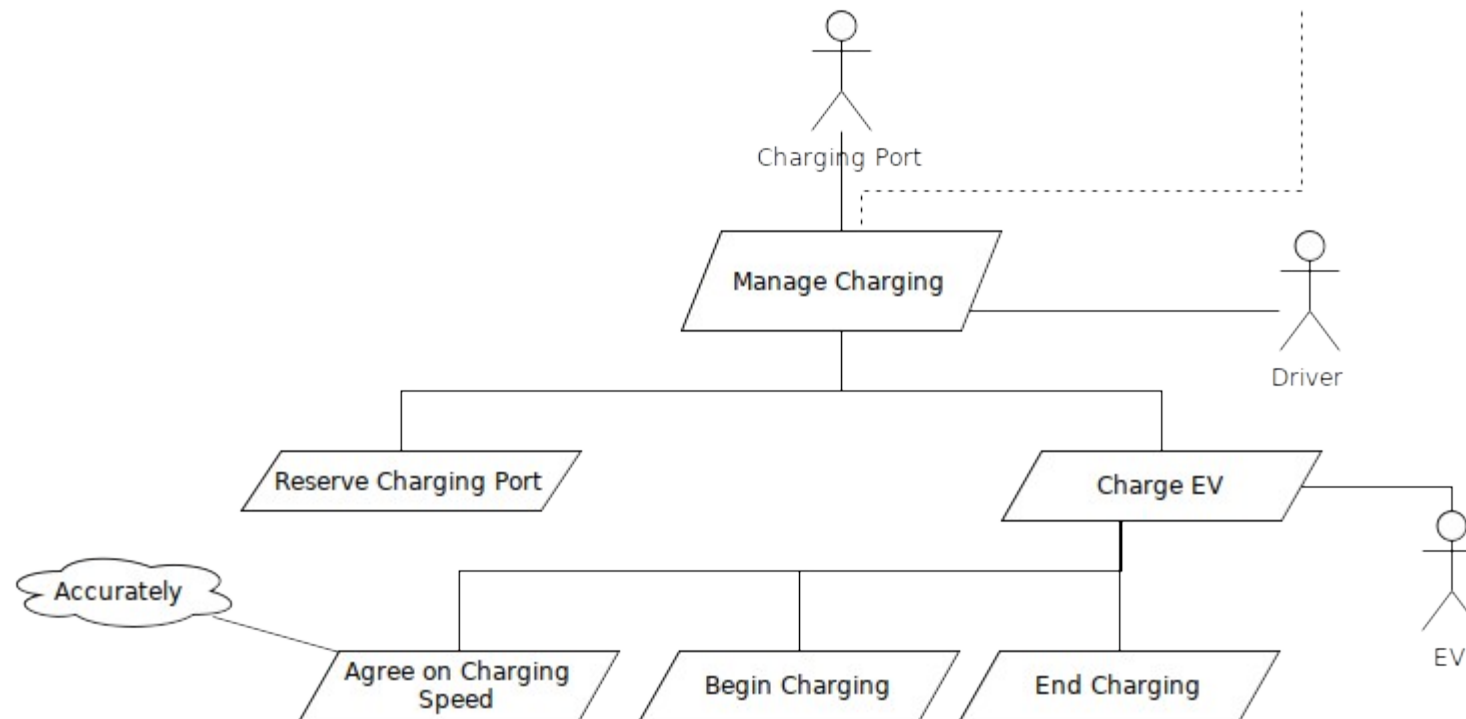 Charging Port
Manage Charging
Driver
Reserve Charging Port
Charge EV
Accurately
Agree on Charging
Speed
Begin Charging
End Charging
EV